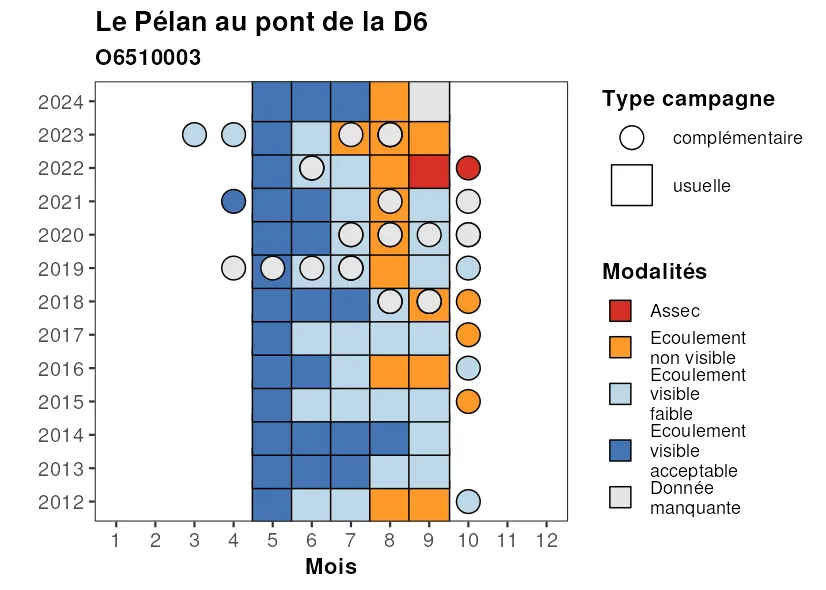 Le Pélan au pont de la D6
O6510003
2024
2023
2022
2021
2020
2019
2018
2017
2016
2015
2014
2013
2012
1 2 3 4 5 6 7 8 9 10 11 12
Mois
Type campagne
complémentaire
usuelle
Modalités
Assec
Ecoulement
non visible
Ecoulement
visible
faible
Ecoulement
visible
acceptable
Donnée
manquante